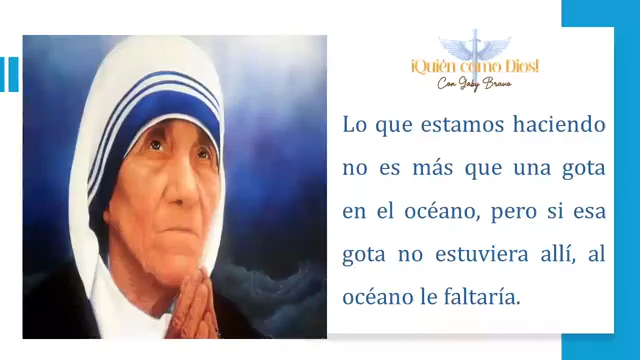 ¡Quién como Dios!
Con Gaby Bravo
Lo que estamos haciendo
no es más que una gota
en el océano, pero si esa
gota no estuviera allí, al
océano le faltaría.